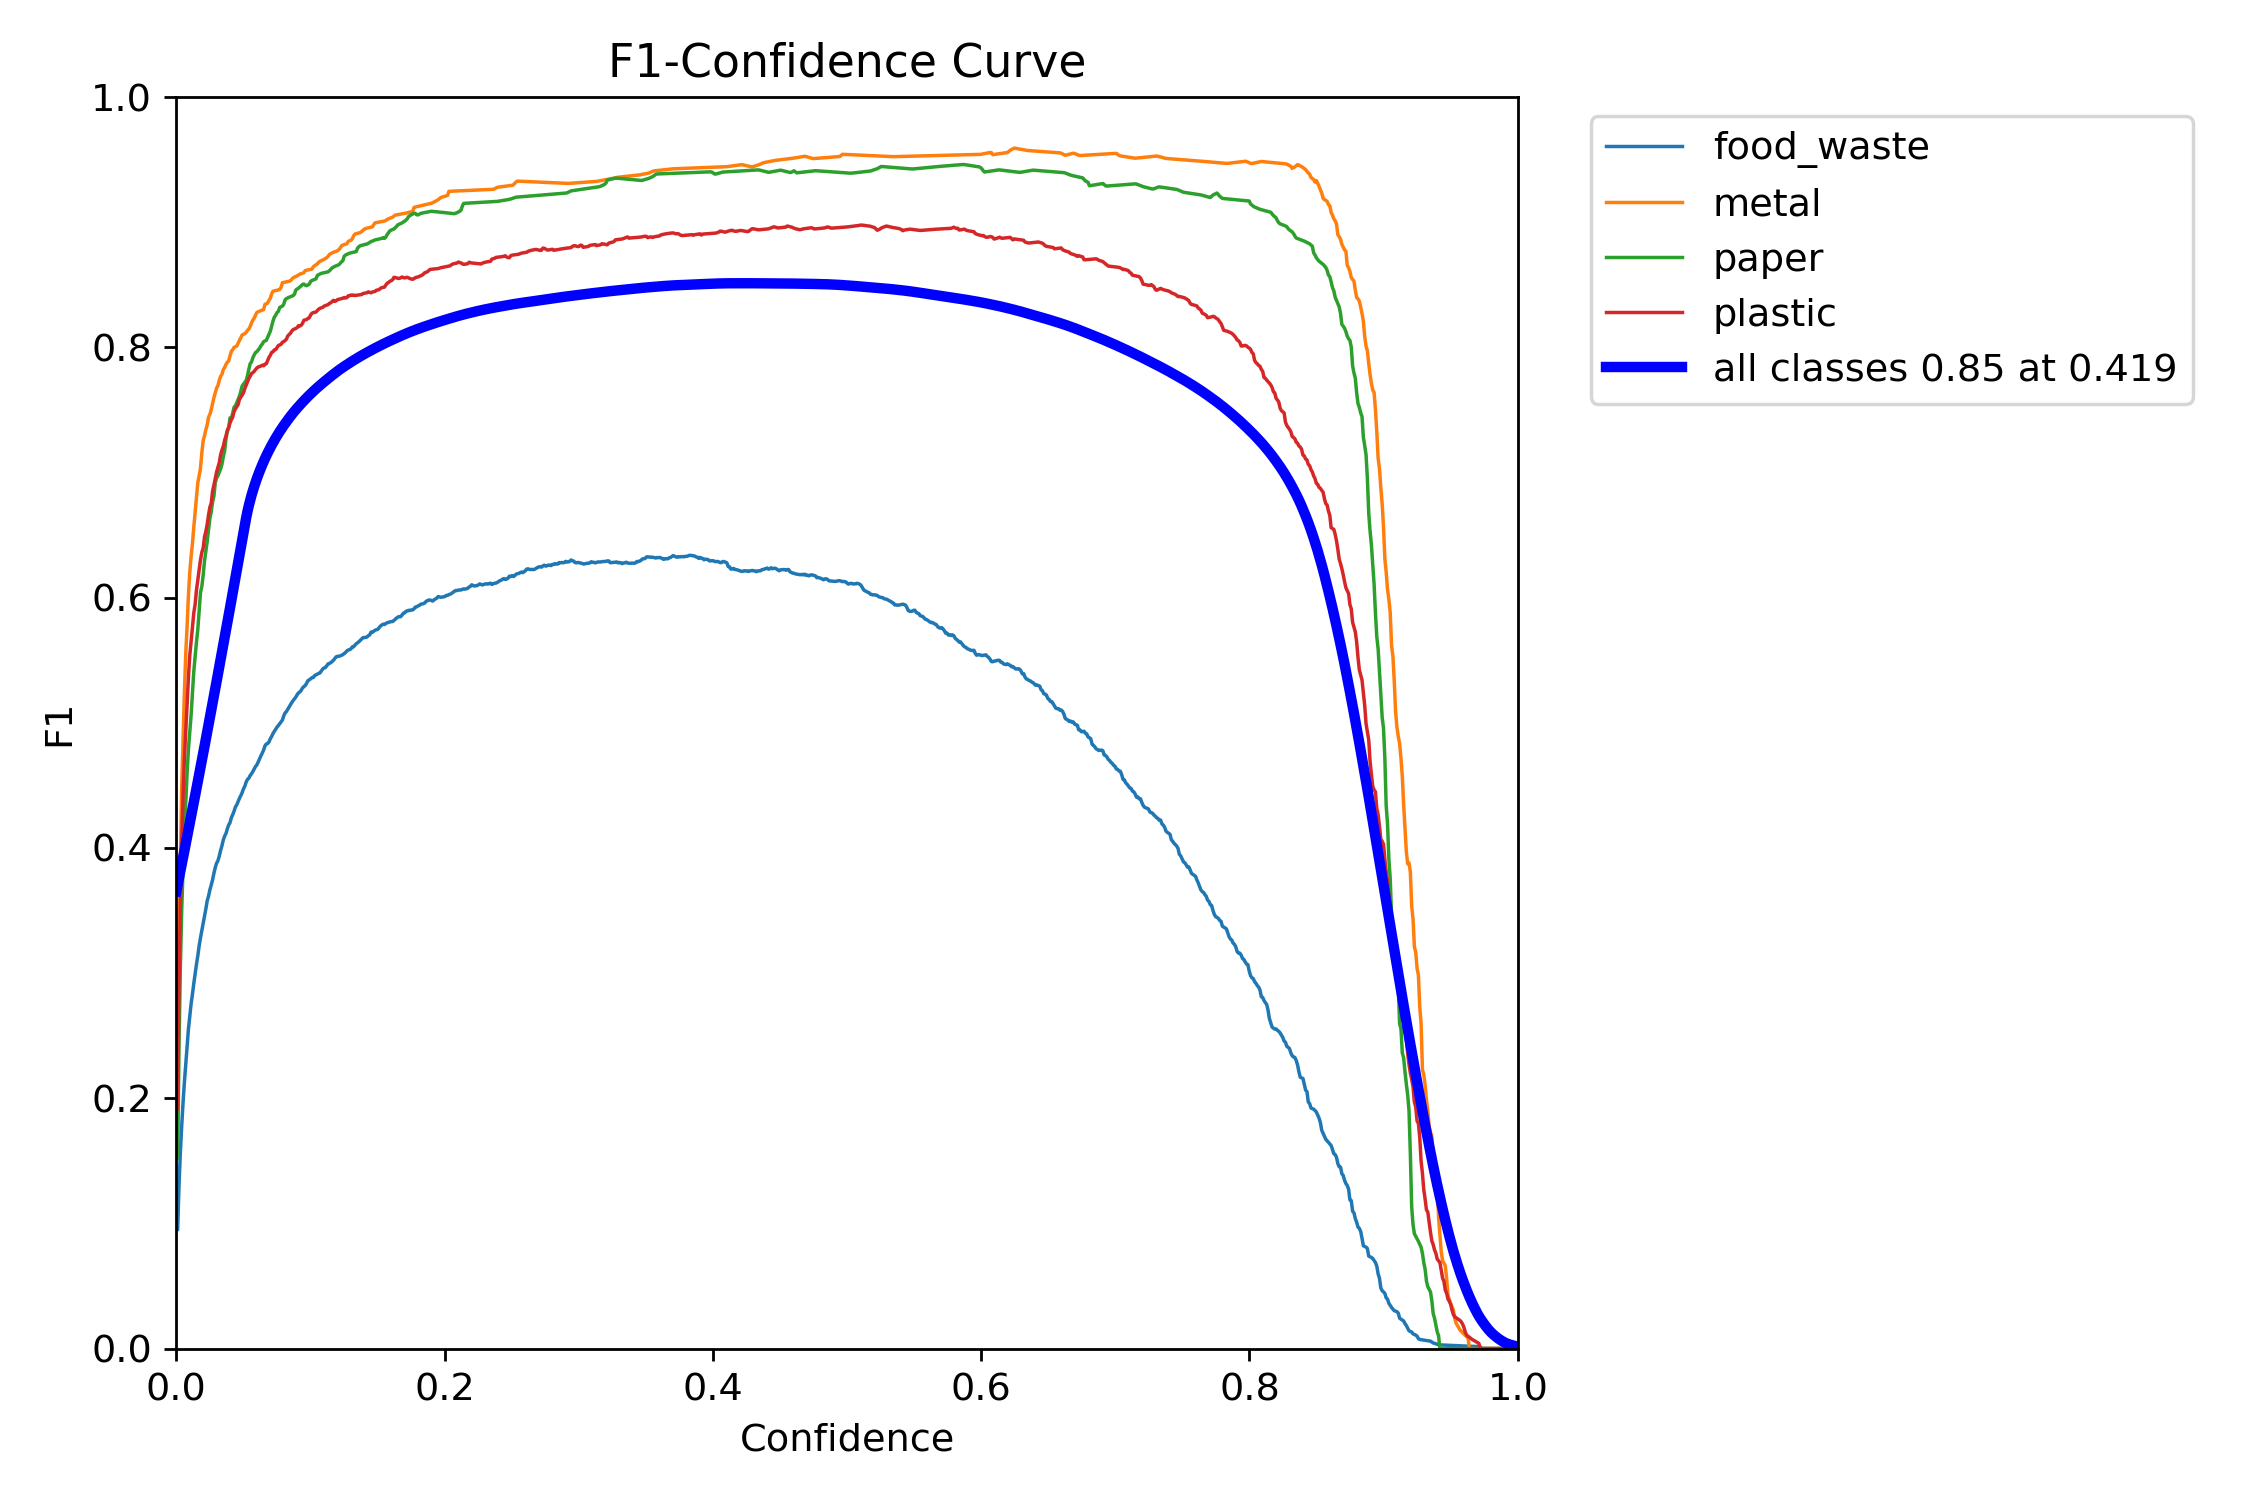 F1-Confidence Curve
1.0
0.8
0.6
0.4
0.2
0.0
F1
0.0 0.2 0.4 0.6 0.8 1.0
Confidence
food_waste
metal
paper
plastic
all classes 0.85 at 0.419